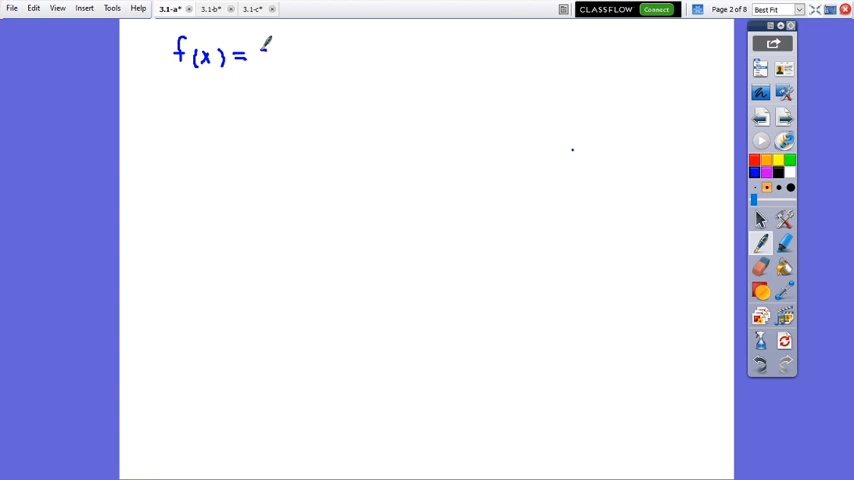 File Edit View Insert Tools Help 3.1-a* 3.1-b* 3.1-c* CLASSFLOW Connect Page 2 of 8 Best Fit
f(x) =